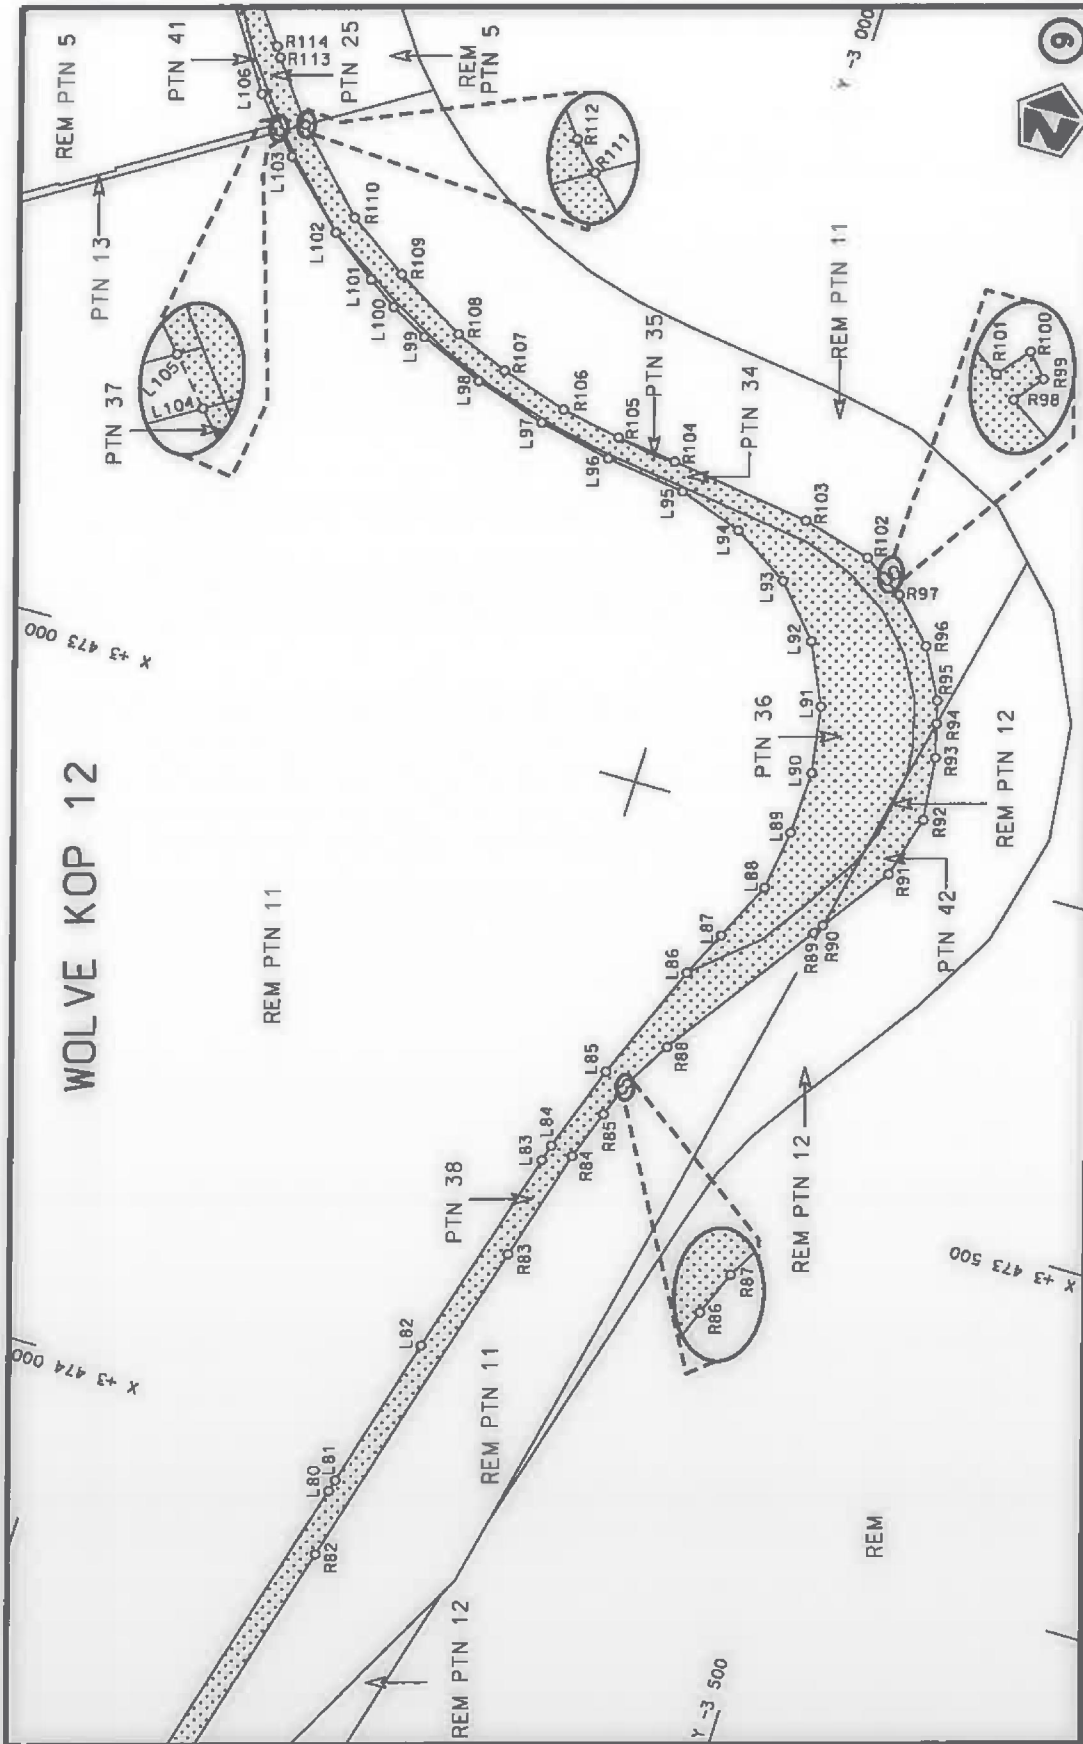 WOLVE KOP 12
REM PTN 5
PTN 41
PTN 25
REM
PTN 5
Y -3 000
9
N
L106
R114
R113
L103
PTN 13
L102
R110
R112
R111
L101
R109
L100
L99
R108
L98
R107
PTN 37
L105
L104
L97
R106
L96
R105
PTN 35
R104
PTN 34
REM PTN 11
L95
L94
R103
R102
R101
R100
R99
R98
R97
L93
L92
R96
X +3 473 000
L91
PTN 36
L90
R95
R94
R93
R92
REM PTN 12
L89
L88
R91
PTN 42
REM PTN 11
L87
L86
R90
R89
R88
L85
L84
L83
R85
R84
PTN 38
R83
R86
R87
REM PTN 12
X +3 473 500
L82
X +3 474 000
REM PTN 11
L81
L80
R82
REM
REM PTN 12
Y -3 500